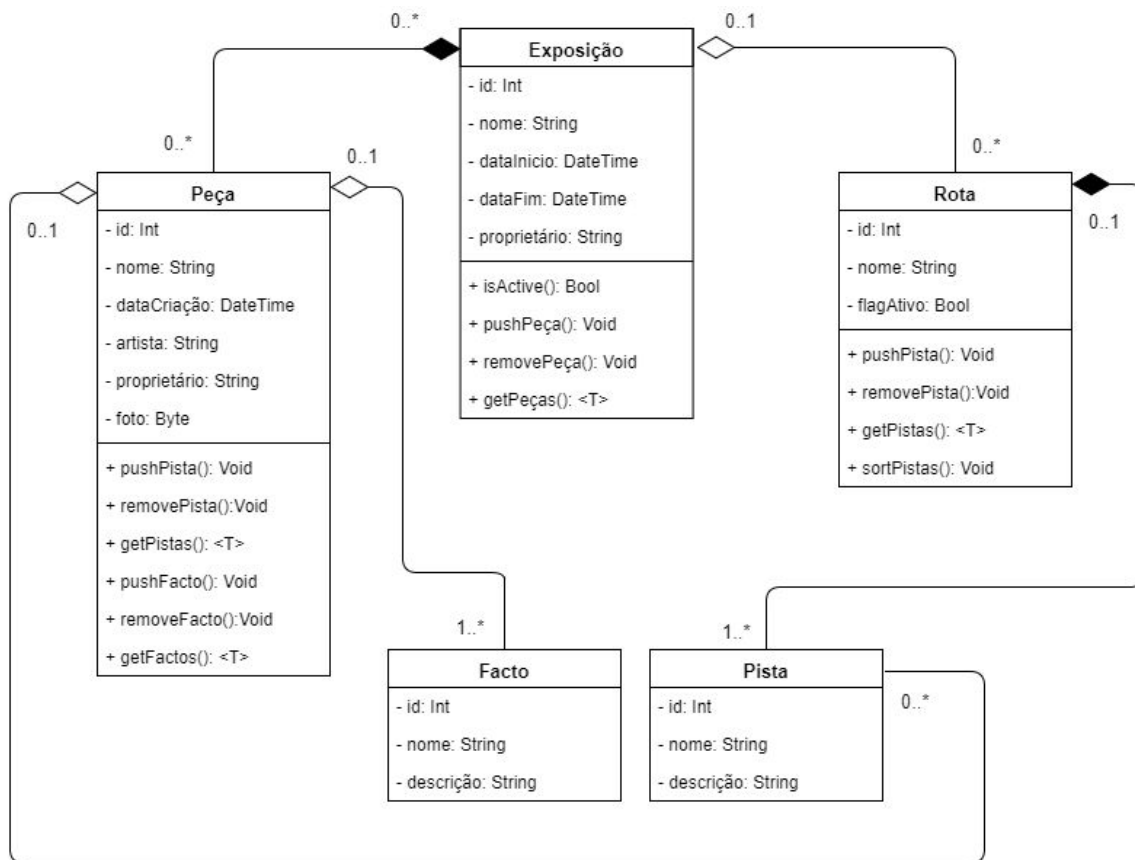 0..*
0..1
Exposição
- id: Int
- nome: String
- dataInicio: DateTime
- dataFim: DateTime
- proprietário: String
+ isActive(): Bool
+ pushPeça(): Void
+ removePeça(): Void
+ getPeças(): <T>
0..*
0..1
Peça
0..1
- id: Int
- nome: String
- dataCriação: DateTime
- artista: String
- proprietário: String
- foto: Byte
+ pushPista(): Void
+ removePista():Void
+ getPistas(): <T>
+ pushFacto(): Void
+ removeFacto():Void
+ getFactos(): <T>
0..*
Rota
0..1
- id: Int
- nome: String
- flagAtivo: Bool
+ pushPista(): Void
+ removePista():Void
+ getPistas(): <T>
+ sortPistas(): Void
1..*
Facto
- id: Int
- nome: String
- descrição: String
1..*
Pista
0..*
- id: Int
- nome: String
- descrição: String